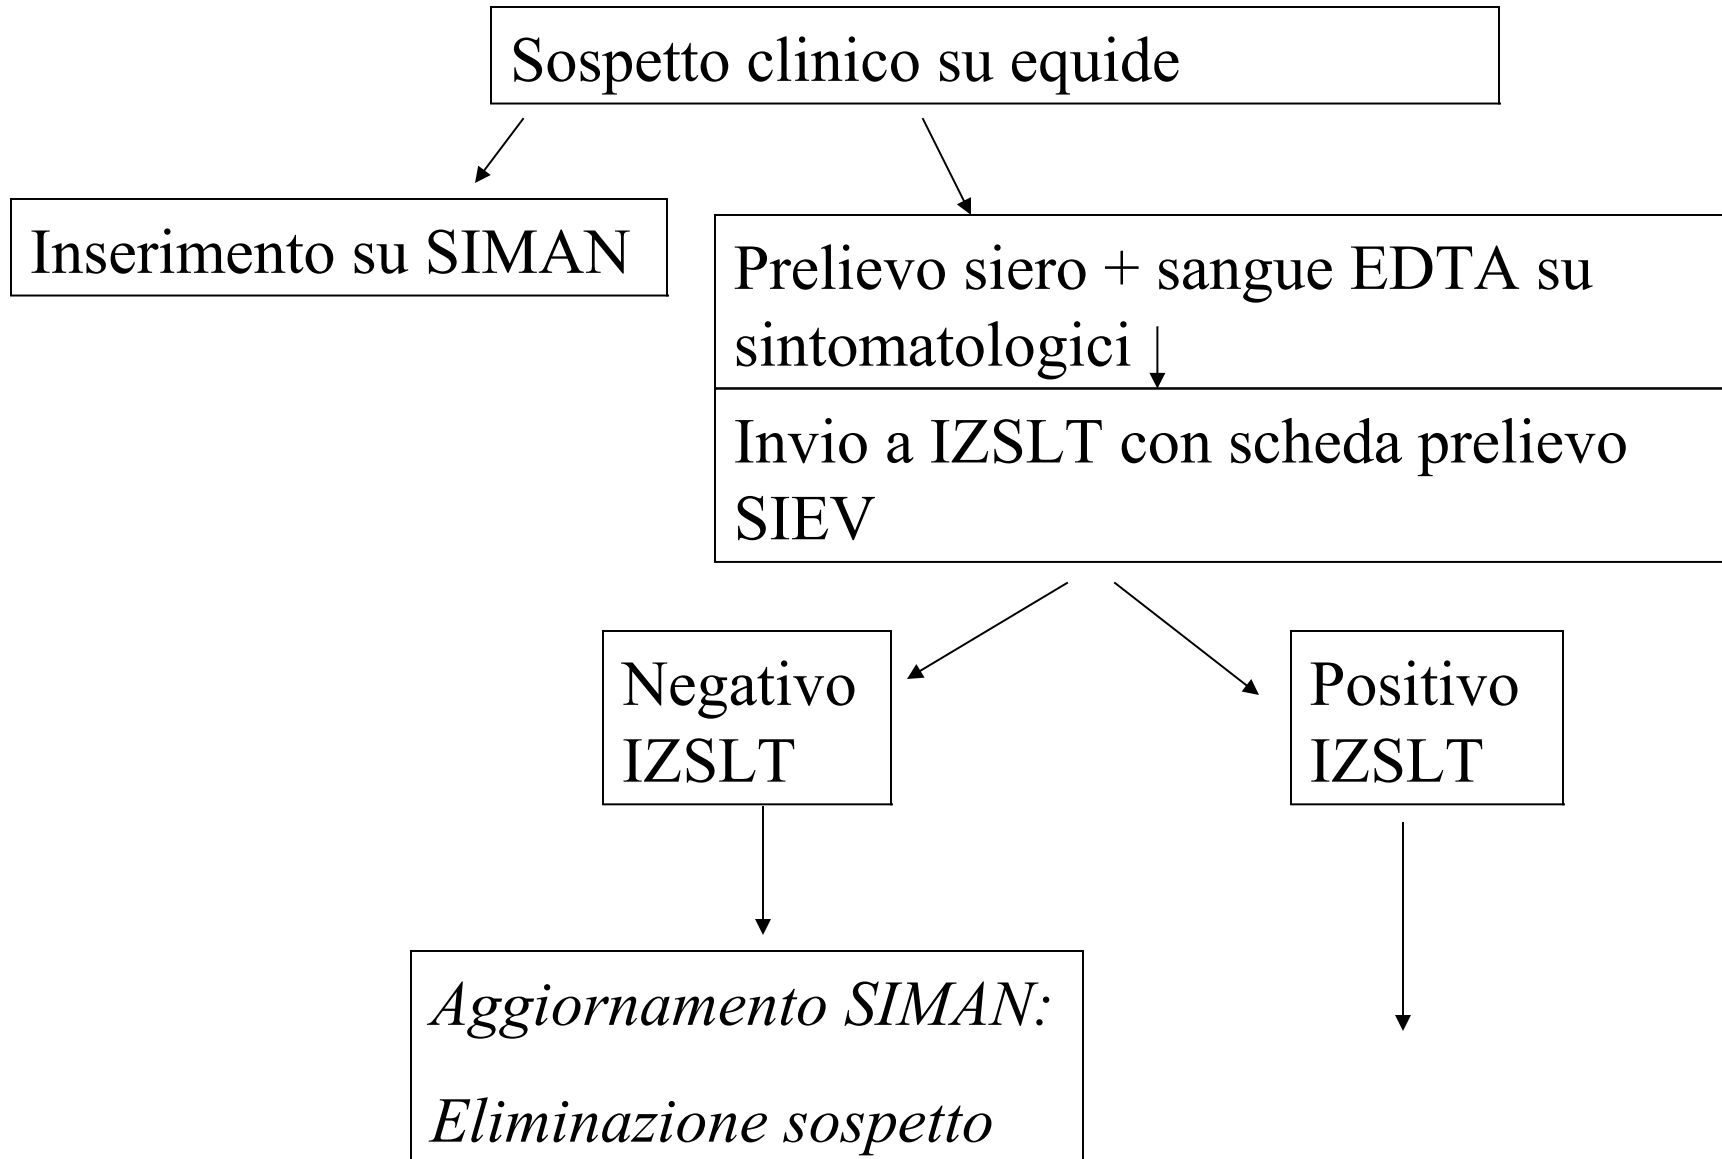 Sospetto clinico su equide
Inserimento su SIMAN
Prelievo siero + sangue EDTA su
sintomatologici
Invio a IZSLT con scheda prelievo
SIEV
Negativo
IZSLT
Positivo
IZSLT
Aggiornamento SIMAN:
Eliminazione sospetto